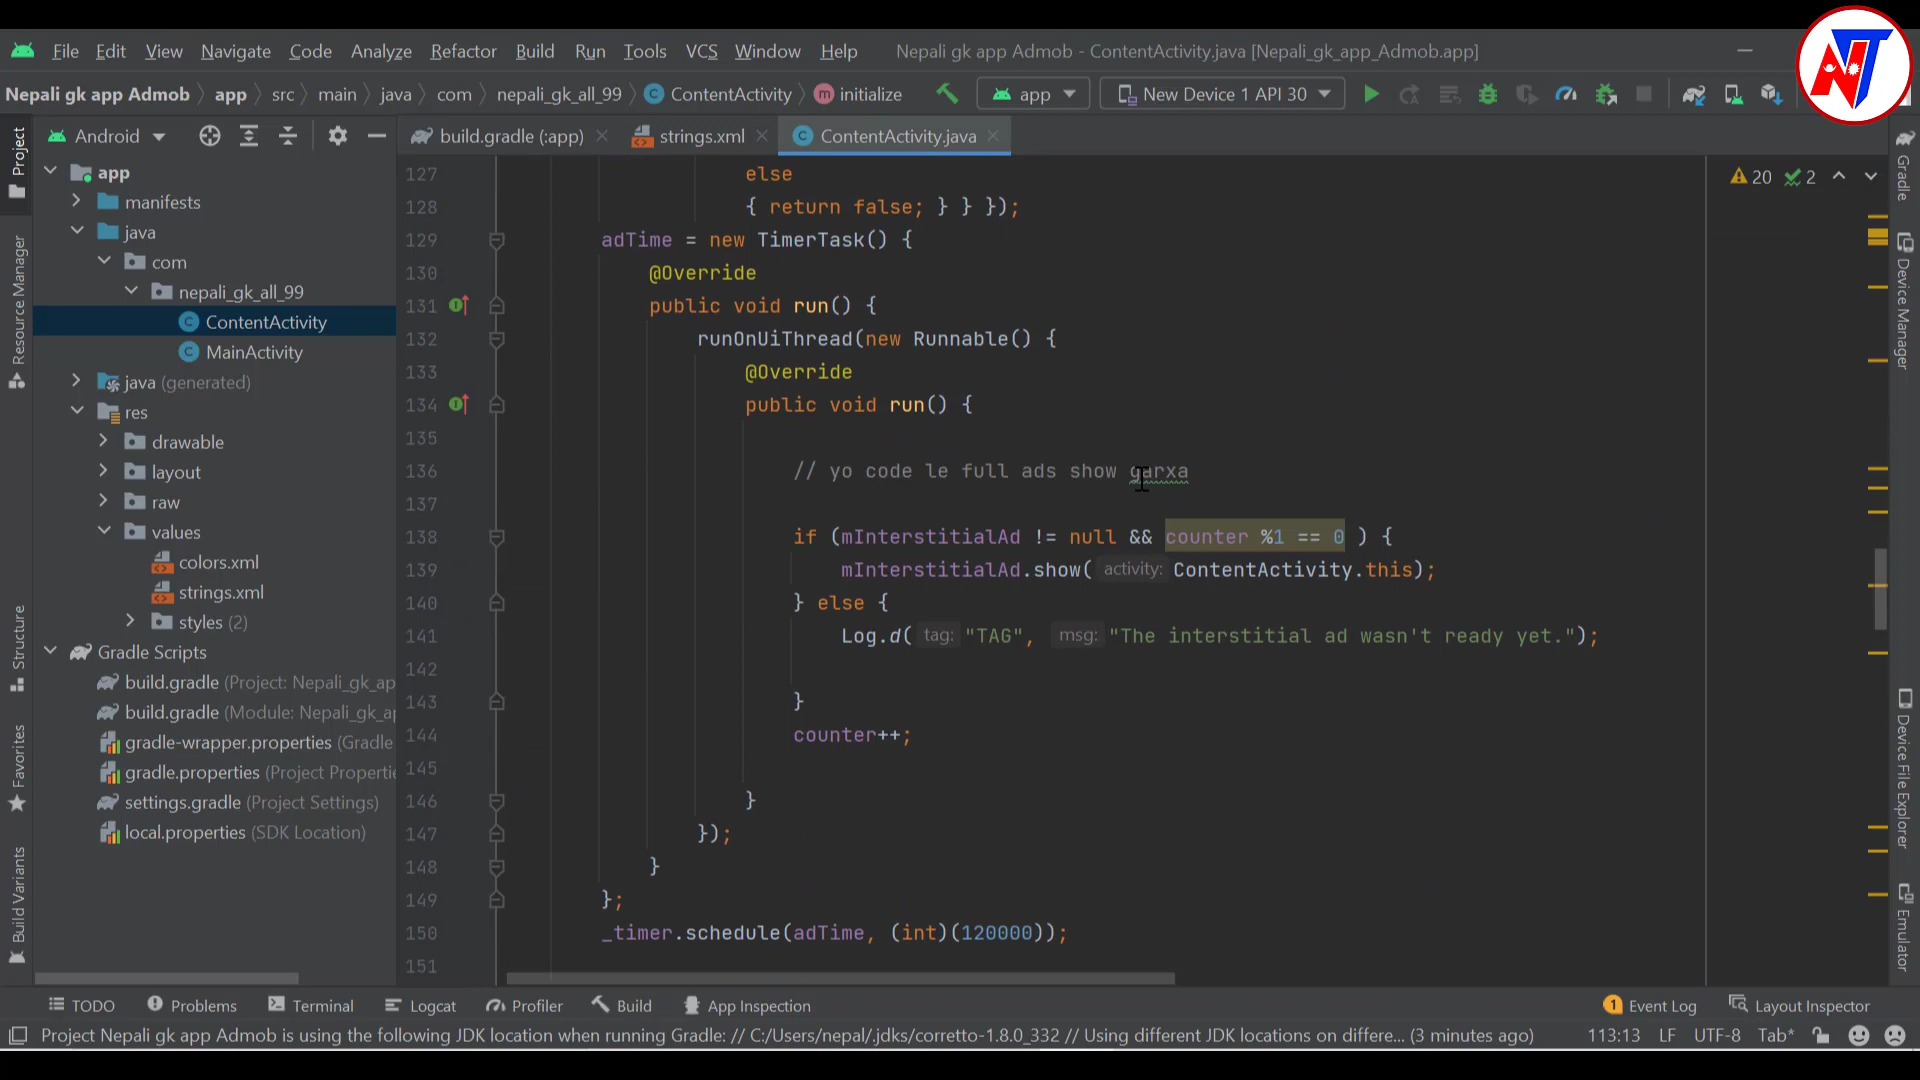 File Edit View Navigate Code Analyze Refactor Build Run Tools VCS Window Help Nepali gk app Admob - ContentActivity.java [Nepali_gk_app_Admob.app]
NT
Nepali gk app Admob app src main java com nepali_gk_all_99 ContentActivity initialize app New Device 1 API 30
Android build.gradle (:app) strings.xml ContentActivity.java
Project
Resource Manager
Structure
Favorites
Build Variants
app
manifests
java
com
nepali_gk_all_99
ContentActivity
MainActivity
java (generated)
res
drawable
layout
raw
values
colors.xml
strings.xml
styles (2)
Gradle Scripts
build.gradle (Project: Nepali_gk_ap
build.gradle (Module: Nepali_gk_a
gradle-wrapper.properties (Gradle
gradle.properties (Project Properti
settings.gradle (Project Settings)
local.properties (SDK Location)
20 2
127 else
128 { return false; } } });
129 adTime = new TimerTask() {
130 @Override
131 public void run() {
132 runOnUiThread(new Runnable() {
133 @Override
134 public void run() {
135
136 // yo code le full ads show garxa
137
138 if (mInterstitialAd != null && counter %1 == 0 ) {
139 mInterstitialAd.show( activity: ContentActivity.this);
140 } else {
141 Log.d( tag: "TAG", msg: "The interstitial ad wasn't ready yet.");
142
143 }
144 counter++;
145
146 }
147 });
148 }
149 };
150 _timer.schedule(adTime, (int)(120000));
151
Gradle
Device Manager
Device File Explorer
Emulator
TODO Problems Terminal Logcat Profiler Build App Inspection 1 Event Log Layout Inspector
Project Nepali gk app Admob is using the following JDK location when running Gradle: // C:/Users/nepal/.jdks/corretto-1.8.0_332 // Using different JDK locations on differe... (3 minutes ago) 113:13 LF UTF-8 Tab*